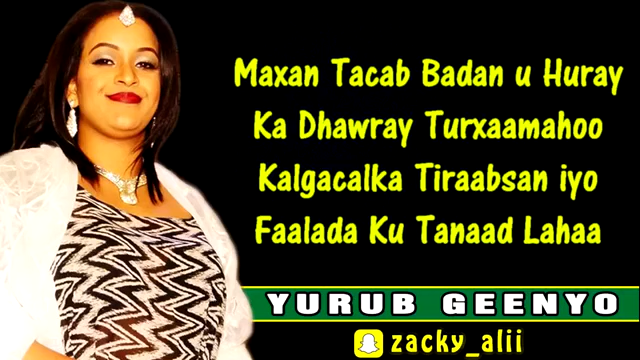 Maxan Tacab Badan u Huray
Ka Dhawray Turxaamahoo
Kalgacalka Tiraabsan iyo
Faalada Ku Tanaad Lahaa
YURUB GEENYO
zacky_alii